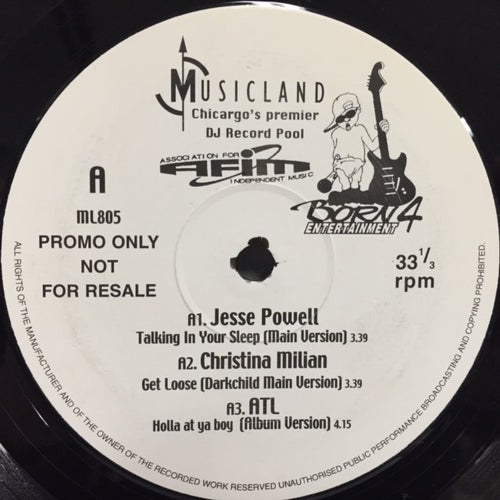 MUSICLAND
Chicargo's premier
DJ Record Pool
ASSOCIATION FOR
AFIM
INDEPENDENT MUSIC
BORN 4
ENTERTAINMENT
A
ML805
PROMO ONLY
NOT
FOR RESALE
33 1/3
rpm
A1. Jesse Powell
Talking In Your Sleep (Main Version) 3.39
A2. Christina Milian
Get Loose (Darkchild Main Version) 3.39
A3. ATL
Holla at ya boy (Album Version) 4.15
ALL RIGHTS OF THE MANUFACTURER AND OF THE OWNER OF THE RECORDED WORK RESERVED UNAUTHORISED PUBLIC PERFORMANCE BROADCASTING AND COPYING PROHIBITED.